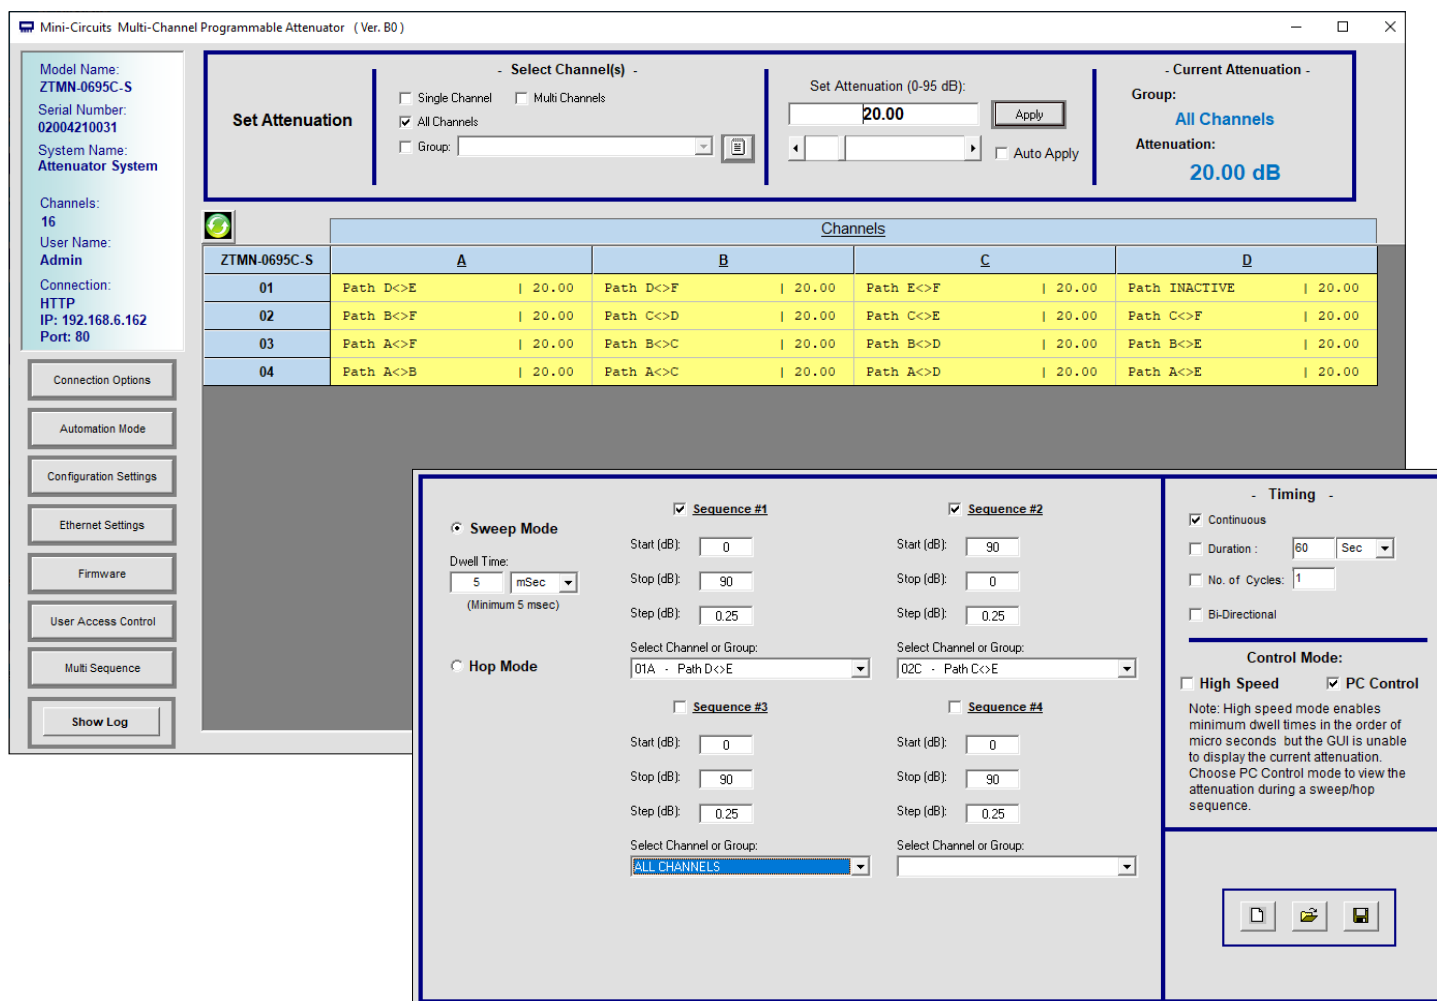 Mini-Circuits Multi-Channel Programmable Attenuator ( Ver. B0 )
Model Name:
ZTMN-0695C-S
Serial Number:
02004210031
System Name:
Attenuator System
Channels:
16
User Name:
Admin
Connection:
HTTP
IP: 192.168.6.162
Port: 80
Connection Options
Automation Mode
Configuration Settings
Ethernet Settings
Firmware
User Access Control
Multi Sequence
Show Log
Set Attenuation
- Select Channel(s) -
Single Channel Multi Channels
All Channels
Group:
Set Attenuation (0-95 dB):
20.00 Apply
Auto Apply
- Current Attenuation -
Group:
All Channels
Attenuation:
20.00 dB
Channels
ZTMN-0695C-S A B C D
01 Path D<>E | 20.00 Path D<>F | 20.00 Path E<>F | 20.00 Path INACTIVE | 20.00
02 Path B<>F | 20.00 Path C<>D | 20.00 Path C<>E | 20.00 Path C<>F | 20.00
03 Path A<>F | 20.00 Path B<>C | 20.00 Path B<>D | 20.00 Path B<>E | 20.00
04 Path A<>B | 20.00 Path A<>C | 20.00 Path A<>D | 20.00 Path A<>E | 20.00
Sweep Mode
Dwell Time:
5 mSec
(Minimum 5 msec)
Hop Mode
Sequence #1
Start (dB): 0
Stop (dB): 90
Step (dB): 0.25
Select Channel or Group:
01A - Path D<>E
Sequence #2
Start (dB): 90
Stop (dB): 0
Step (dB): 0.25
Select Channel or Group:
02C - Path C<>E
Sequence #3
Start (dB): 0
Stop (dB): 90
Step (dB): 0.25
Select Channel or Group:
ALL CHANNELS
Sequence #4
Start (dB): 0
Stop (dB): 90
Step (dB): 0.25
Select Channel or Group:
- Timing -
Continuous
Duration : 60 Sec
No. of Cycles: 1
Bi-Directional
Control Mode:
High Speed PC Control
Note: High speed mode enables
minimum dwell times in the order of
micro seconds but the GUI is unable
to display the current attenuation.
Choose PC Control mode to view the
attenuation during a sweep/hop
sequence.